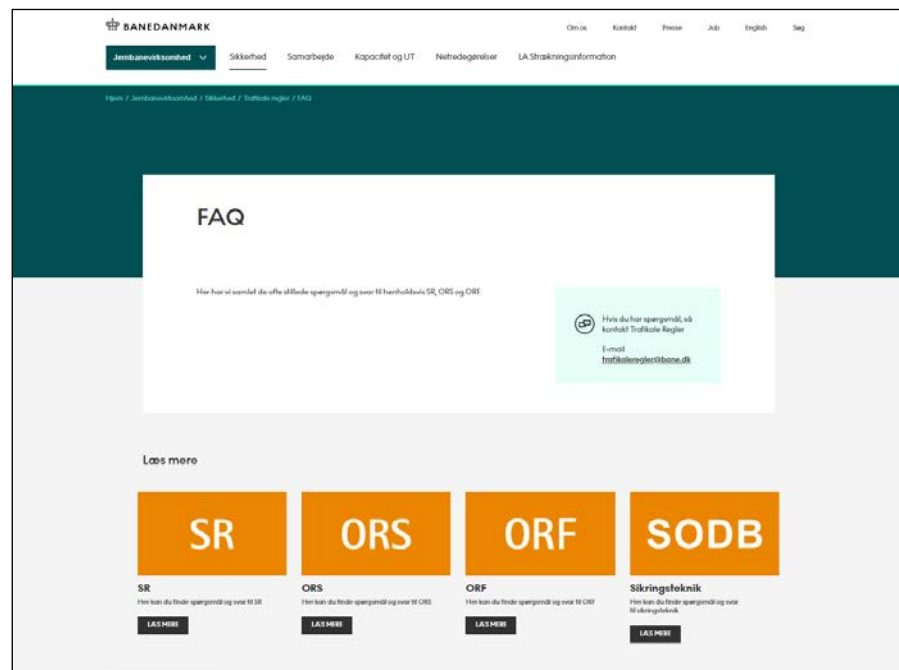 BANEDANMARK
Om os Kontakt Presse Job English Søg
Jernbanevirksomhed Sikkerhed Samarbejde Kapacitet og UT Netredegørelser LA Strækningsinformation
Hjem / Jernbanevirksomhed / Sikkerhed / Trafikale regler / FAQ
FAQ
Her har vi samlet de ofte stillede spørgsmål og svar til henholdsvis SR, ORS og ORF.
Hvis du har spørgsmål, så
kontakt Trafikale Regler
E-mail
trafikaleregler@bane.dk
Læs mere
SR ORS ORF SODB
SR ORS ORF Sikringsteknik
Her kan du finde spørgsmål og svar til SR Her kan du finde spørgsmål og svar til ORS Her kan du finde spørgsmål og svar til ORF Her kan du finde spørgsmål og svar
til sikringsteknik
LÆS MERE LÆS MERE LÆS MERE LÆS MERE